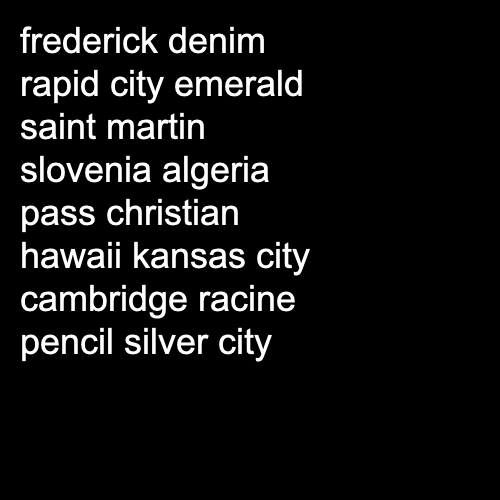 frederick denim
rapid city emerald
saint martin
slovenia algeria
pass christian
hawaii kansas city
cambridge racine
pencil silver city